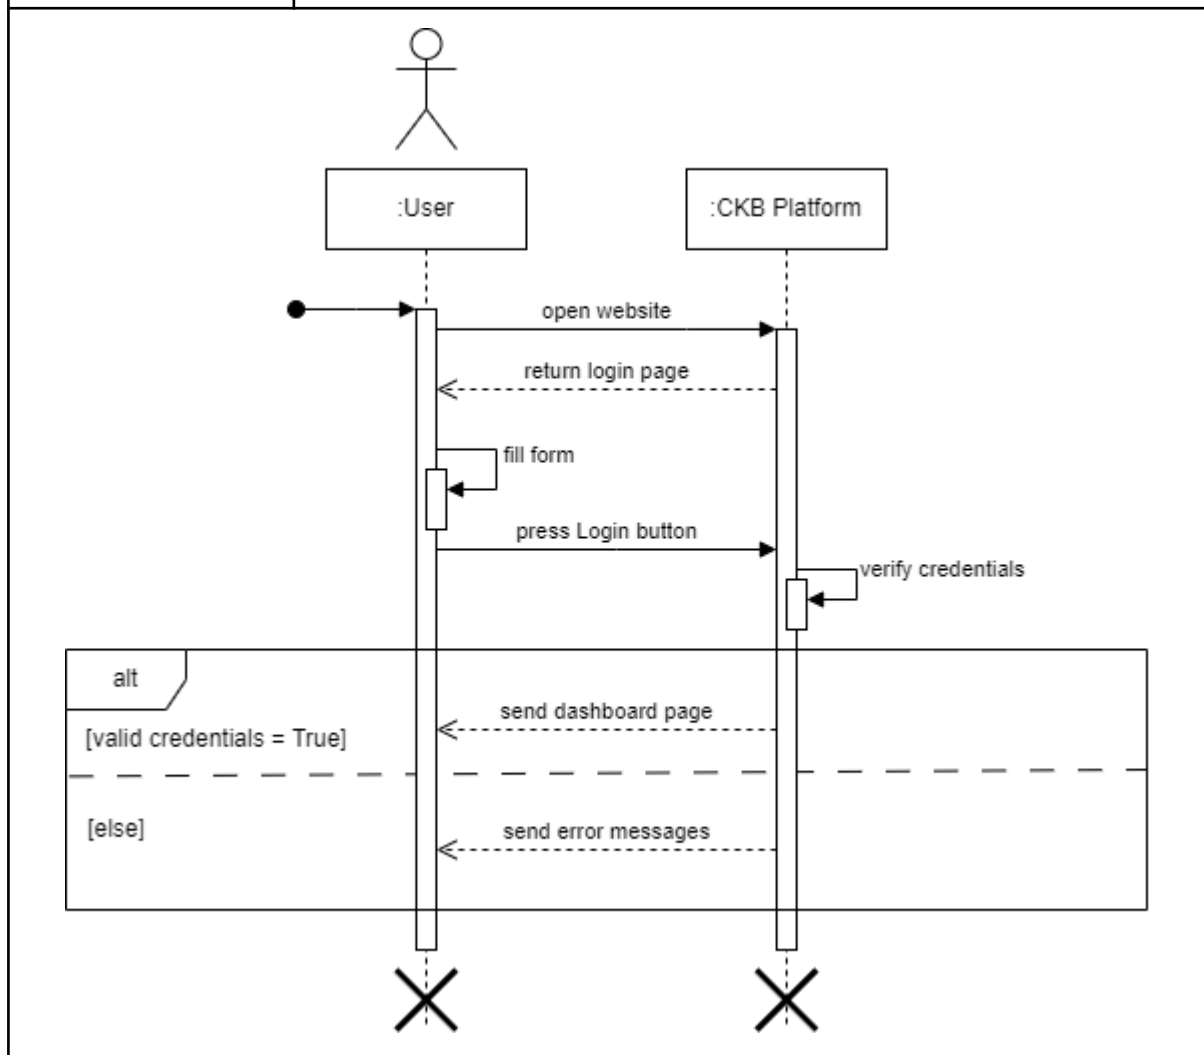 :User
:CKB Platform
open website
return login page
fill form
press Login button
verify credentials
alt
send dashboard page
[valid credentials = True]
[else]
send error messages